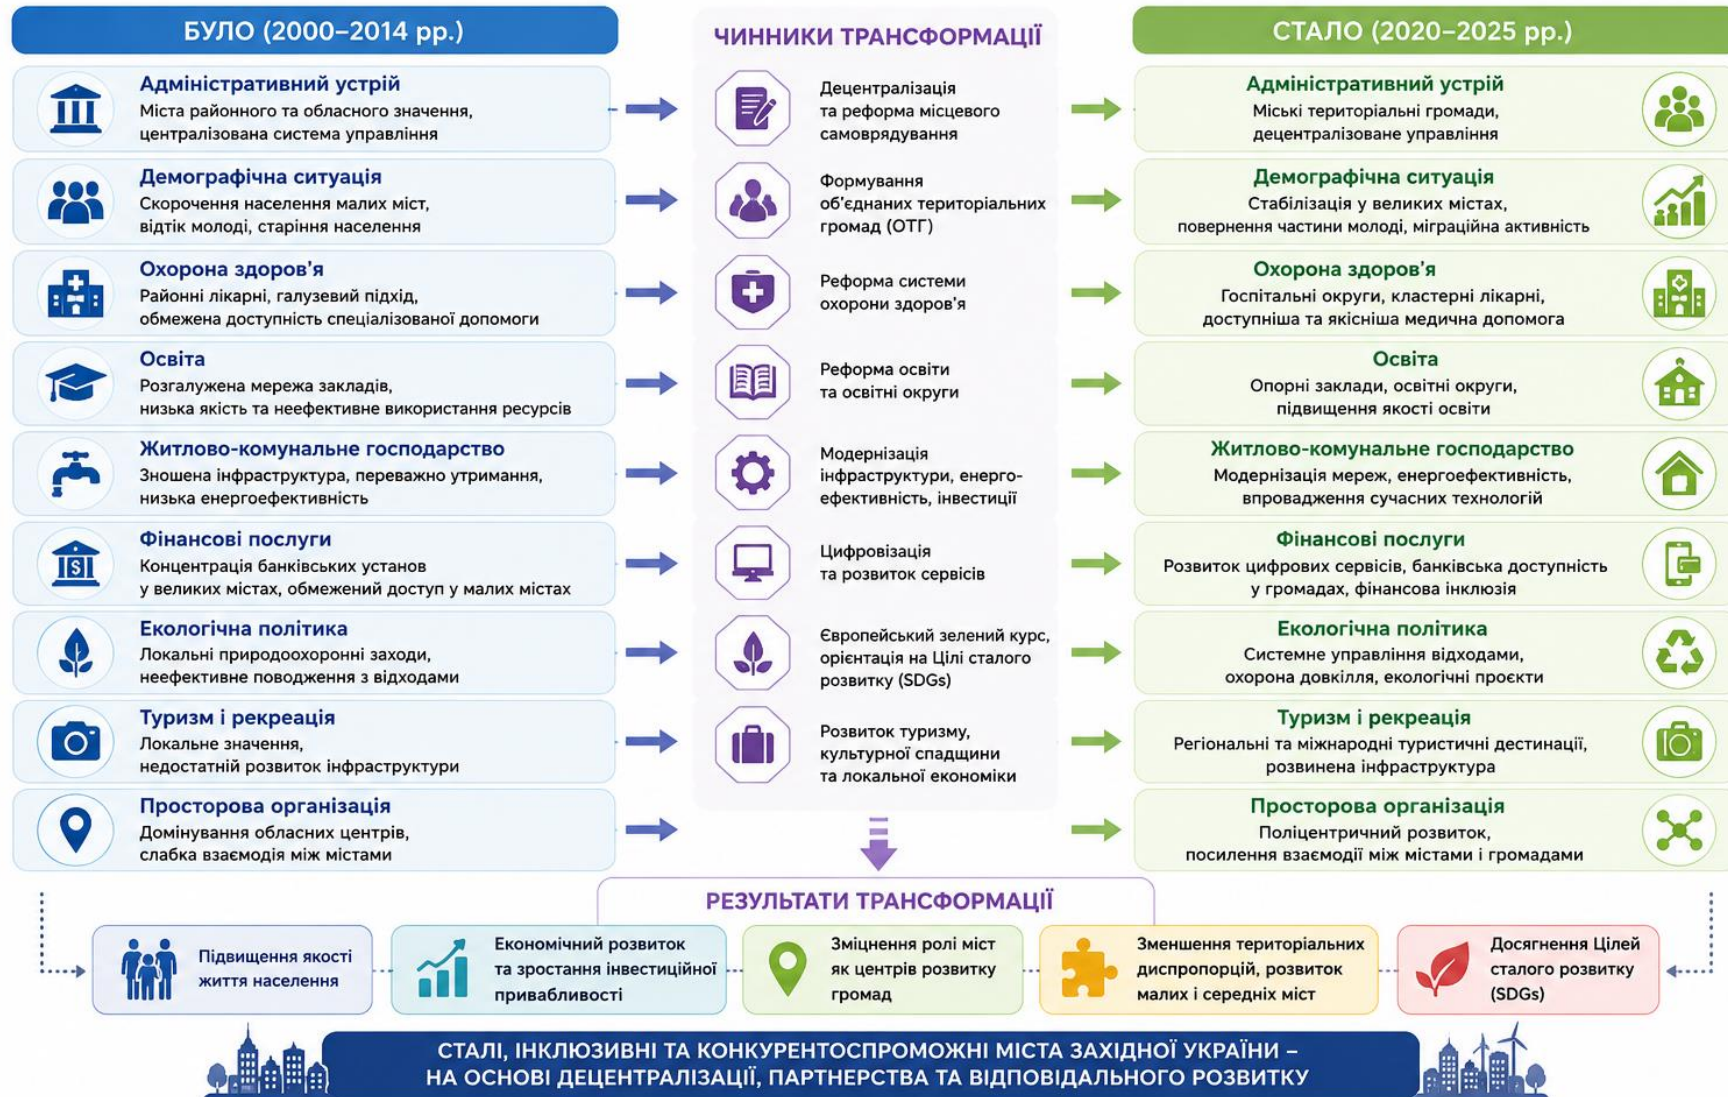 БУЛО (2000–2014 рр.)
Адміністративний устрій
Міста районного та обласного значення,
централізована система управління
Демографічна ситуація
Скорочення населення малих міст,
відтік молоді, старіння населення
Охорона здоров'я
Районні лікарні, галузевий підхід,
обмежена доступність спеціалізованої допомоги
Освіта
Розгалужена мережа закладів,
низька якість та неефективне використання ресурсів
Житлово-комунальне господарство
Зношена інфраструктура, переважно утримання,
низька енергоефективність
Фінансові послуги
Концентрація банківських установ
у великих містах, обмежений доступ у малих містах
Екологічна політика
Локальні природоохоронні заходи,
неефективне поводження з відходами
Туризм і рекреація
Локальне значення,
недостатній розвиток інфраструктури
Просторова організація
Домінування обласних центрів,
слабка взаємодія між містами
ЧИННИКИ ТРАНСФОРМАЦІЇ
Децентралізація
та реформа місцевого
самоврядування
Формування
об'єднаних територіальних
громад (ОТГ)
Реформа системи
охорони здоров'я
Реформа освіти
та освітні округи
Модернізація
інфраструктури, енерго-
ефективність, інвестиції
$
Цифровізація
та розвиток сервісів
Європейський зелений курс,
орієнтація на Цілі сталого
розвитку (SDGs)
Розвиток туризму,
культурної спадщини
та локальної економіки
СТАЛО (2020–2025 рр.)
Адміністративний устрій
Міські територіальні громади,
децентралізоване управління
Демографічна ситуація
Стабілізація у великих містах,
повернення частини молоді, міграційна активність
Охорона здоров'я
Госпітальні округи, кластерні лікарні,
доступніша та якісніша медична допомога
Освіта
Опорні заклади, освітні округи,
підвищення якості освіти
Житлово-комунальне господарство
Модернізація мереж, енергоефективність,
впровадження сучасних технологій
Фінансові послуги
Розвиток цифрових сервісів, банківська доступність
у громадах, фінансова інклюзія
Екологічна політика
Системне управління відходами,
охорона довкілля, екологічні проєкти
Туризм і рекреація
Регіональні та міжнародні туристичні дестинації,
розвинена інфраструктура
Просторова організація
Поліцентричний розвиток,
посилення взаємодії між містами і громадами
РЕЗУЛЬТАТИ ТРАНСФОРМАЦІЇ
Підвищення якості
життя населення
Економічний розвиток
та зростання інвестиційної
привабливості
Зміцнення ролі міст
як центрів розвитку
громад
Зменшення територіальних
диспропорцій, розвиток
малих і середніх міст
Досягнення Цілей
сталого розвитку
(SDGs)
СТАЛІ, ІНКЛЮЗИВНІ ТА КОНКУРЕНТОСПРОМОЖНІ МІСТА ЗАХІДНОЇ УКРАЇНИ –
НА ОСНОВІ ДЕЦЕНТРАЛІЗАЦІЇ, ПАРТНЕРСТВА ТА ВІДПОВІДАЛЬНОГО РОЗВИТКУ